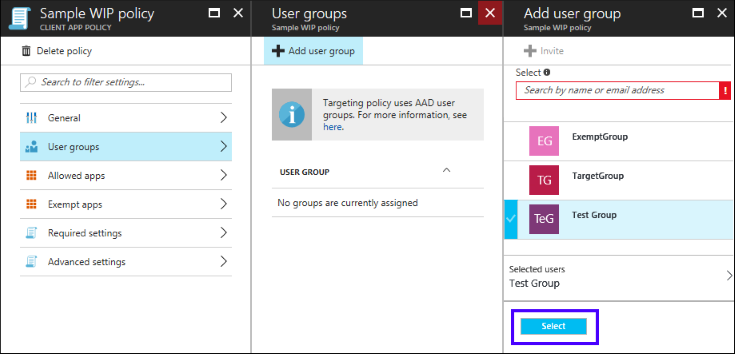 Sample WIP policy
CLIENT APP POLICY
Delete policy
Search to filter settings...
General
User groups
Allowed apps
Exempt apps
Required settings
Advanced settings
User groups
Sample WIP policy
Add user group
Targeting policy uses AAD user
groups. For more information, see
here.
USER GROUP
No groups are currently assigned
Add user group
Sample WIP policy
Invite
Select
Search by name or email address
EG ExemptGroup
TG TargetGroup
TeG Test Group
Selected users
Test Group
Select